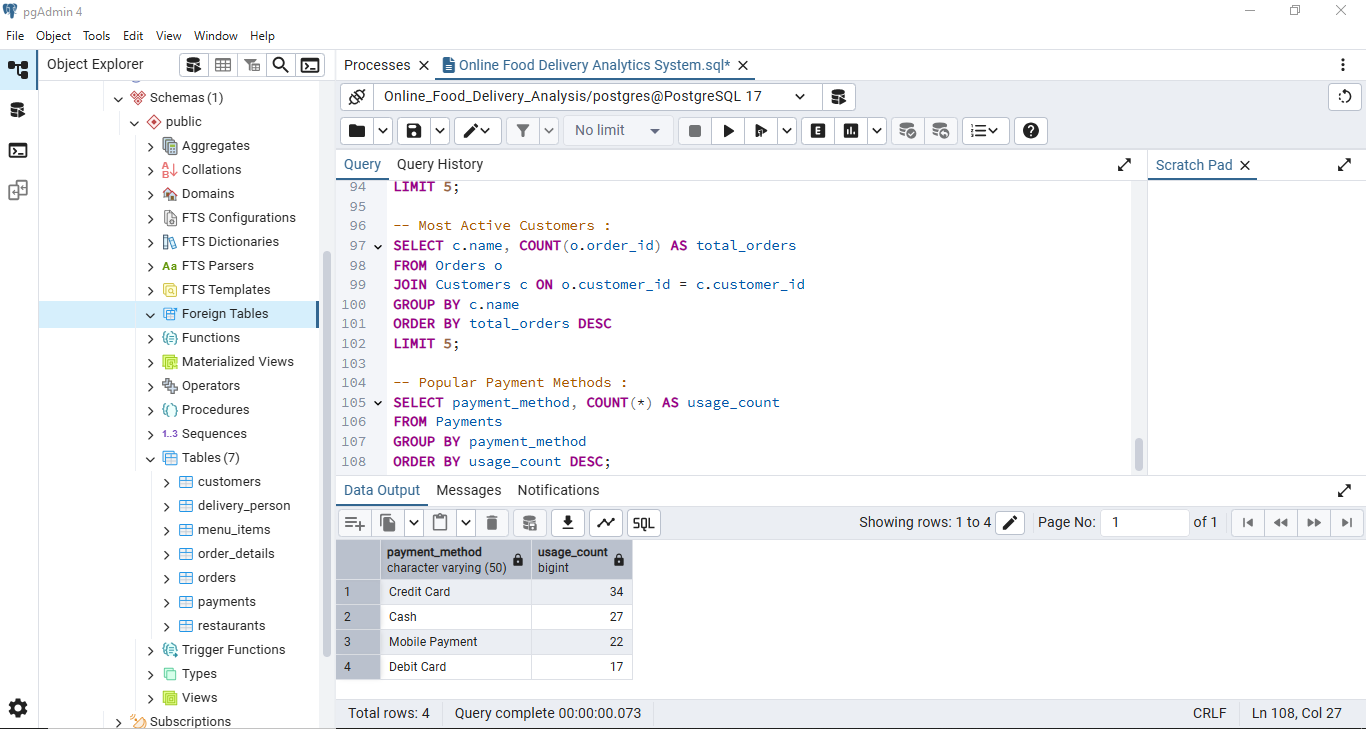 pgAdmin 4
File Object Tools Edit View Window Help
Object Explorer
Processes
Online Food Delivery Analytics System.sql*
Online_Food_Delivery_Analysis/postgres@PostgreSQL 17
No limit
E
Query Query History
Scratch Pad
Schemas (1)
public
Aggregates
Collations
Domains
FTS Configurations
FTS Dictionaries
Aa FTS Parsers
FTS Templates
Foreign Tables
Functions
Materialized Views
Operators
Procedures
1..3 Sequences
Tables (7)
customers
delivery_person
menu_items
order_details
orders
payments
restaurants
Trigger Functions
Types
Views
Subscriptions
94 LIMIT 5;
95
96 -- Most Active Customers :
97 SELECT c.name, COUNT(o.order_id) AS total_orders
98 FROM Orders o
99 JOIN Customers c ON o.customer_id = c.customer_id
100 GROUP BY c.name
101 ORDER BY total_orders DESC
102 LIMIT 5;
103
104 -- Popular Payment Methods :
105 SELECT payment_method, COUNT(*) AS usage_count
106 FROM Payments
107 GROUP BY payment_method
108 ORDER BY usage_count DESC;
Data Output Messages Notifications
SQL
Showing rows: 1 to 4
Page No: 1 of 1
payment_method usage_count
character varying (50) bigint
1 Credit Card 34
2 Cash 27
3 Mobile Payment 22
4 Debit Card 17
Total rows: 4 Query complete 00:00:00.073 CRLF Ln 108, Col 27